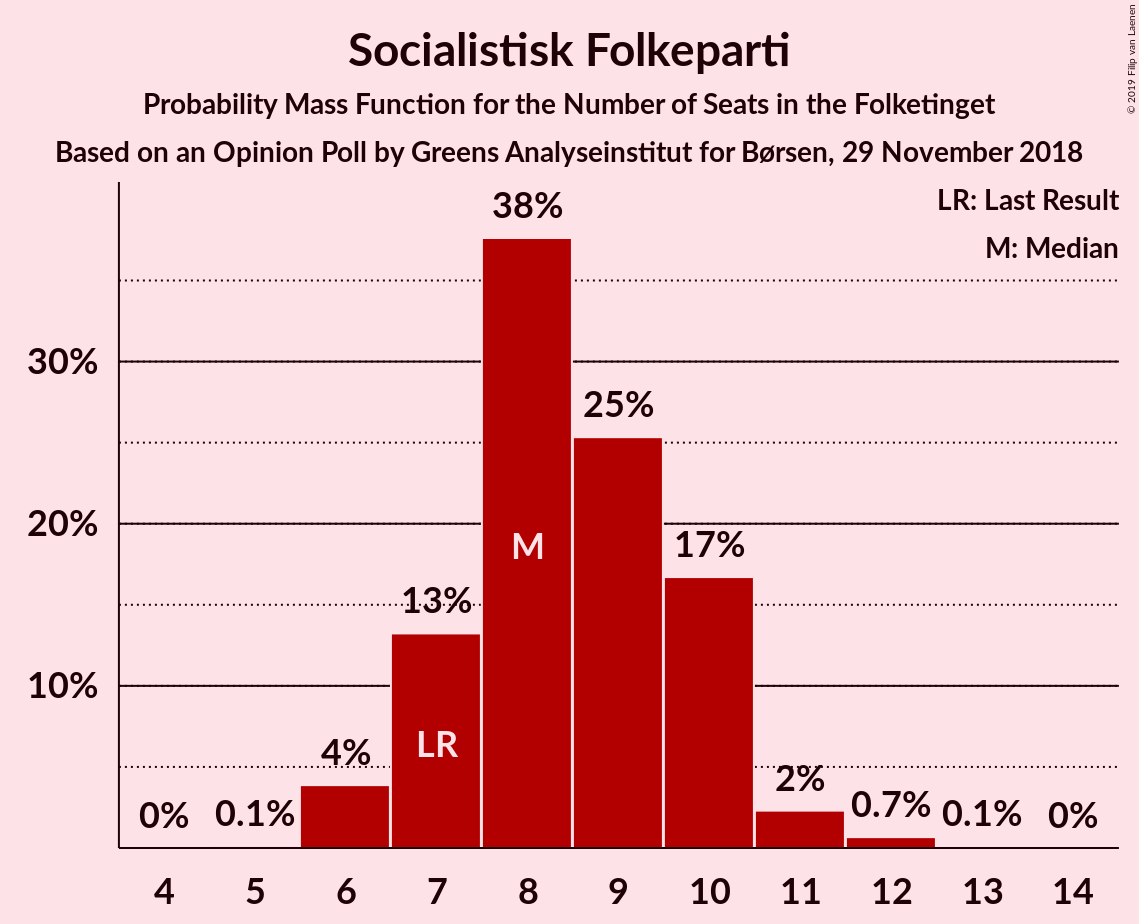 Socialistisk Folkeparti
Probability Mass Function for the Number of Seats in the Folketinget
Based on an Opinion Poll by Greens Analyseinstitut for Børsen, 29 November 2018
© 2019 Filip van Laenen
LR: Last Result
M: Median
38%
30%
25%
20%
M
17%
13%
10%
LR
4%
2%
0%
0.1%
0.7%
0.1%
0%
4 5 6 7 8 9 10 11 12 13 14